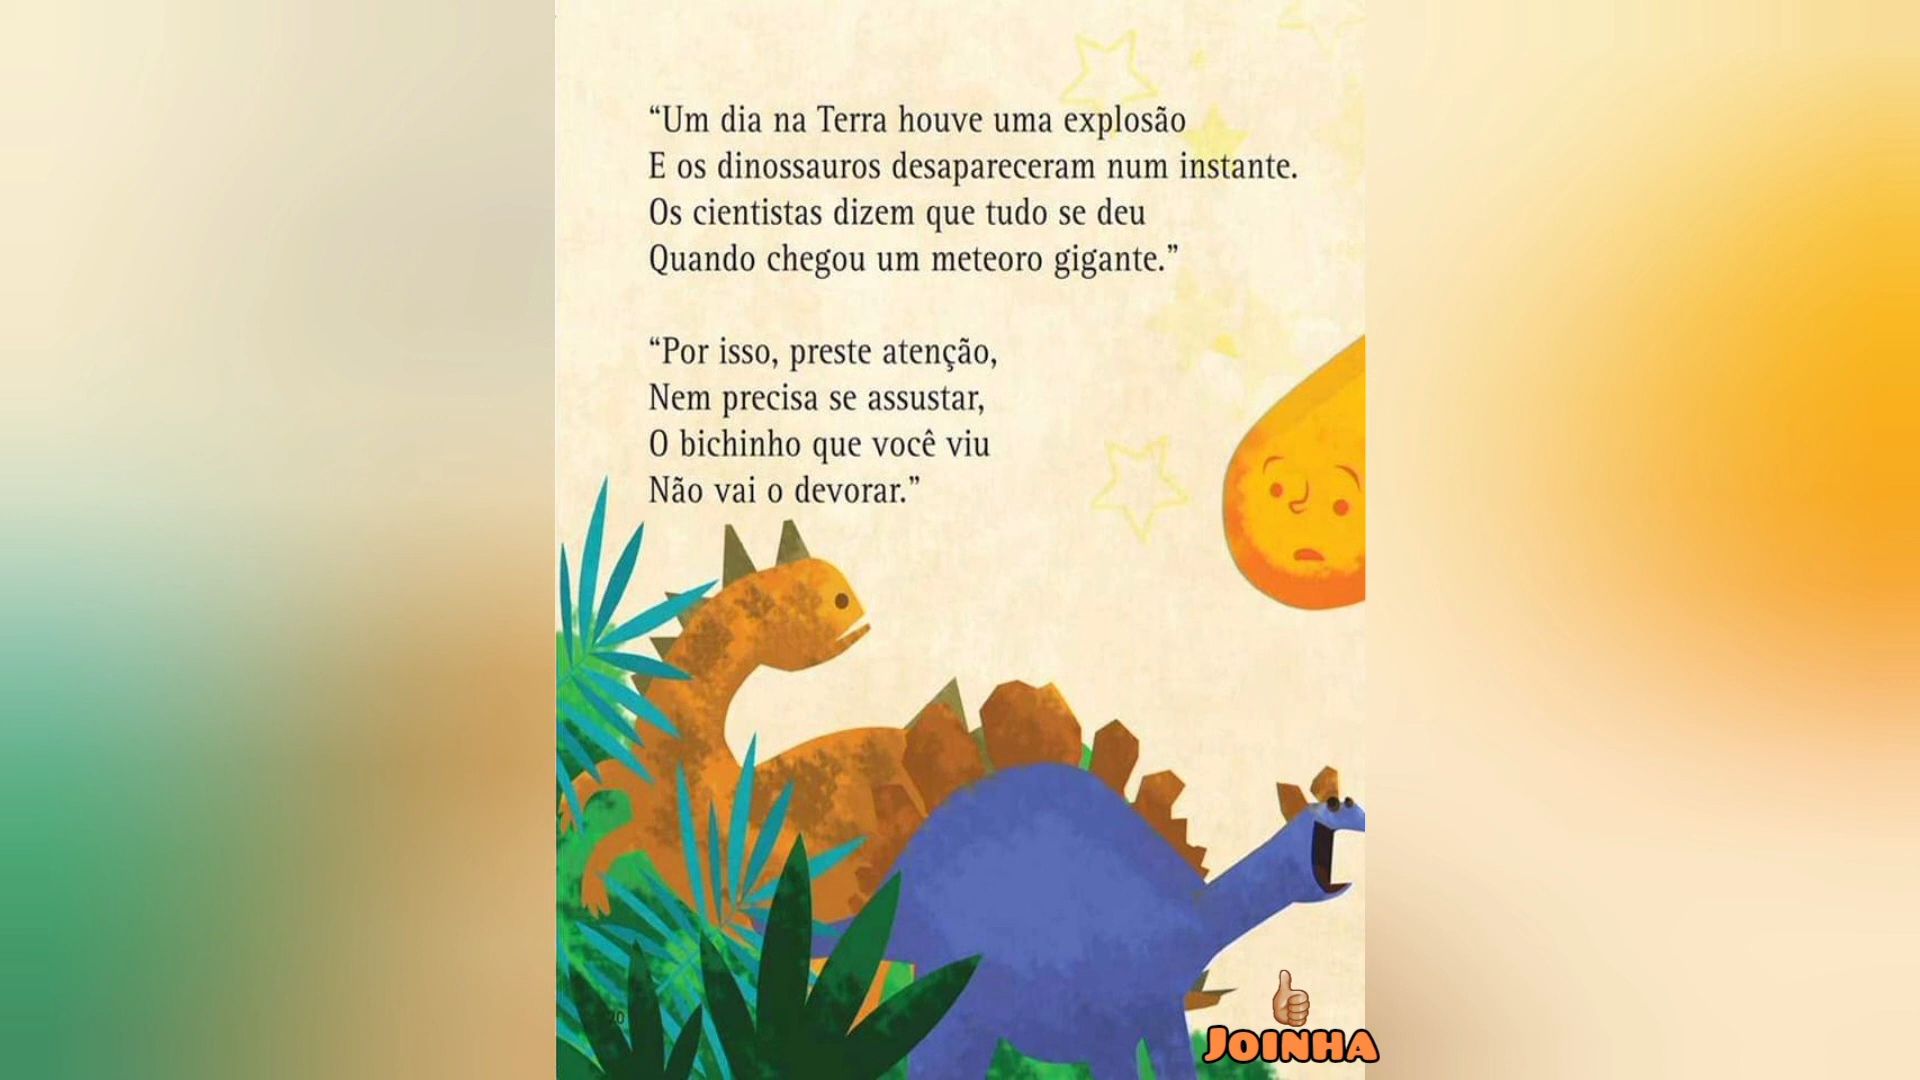 “Um dia na Terra houve uma explosão
E os dinossauros desapareceram num instante.
Os cientistas dizem que tudo se deu
Quando chegou um meteoro gigante.”
“Por isso, preste atenção,
Nem precisa se assustar,
O bichinho que você viu
Não vai o devorar.”
20
JOINHA